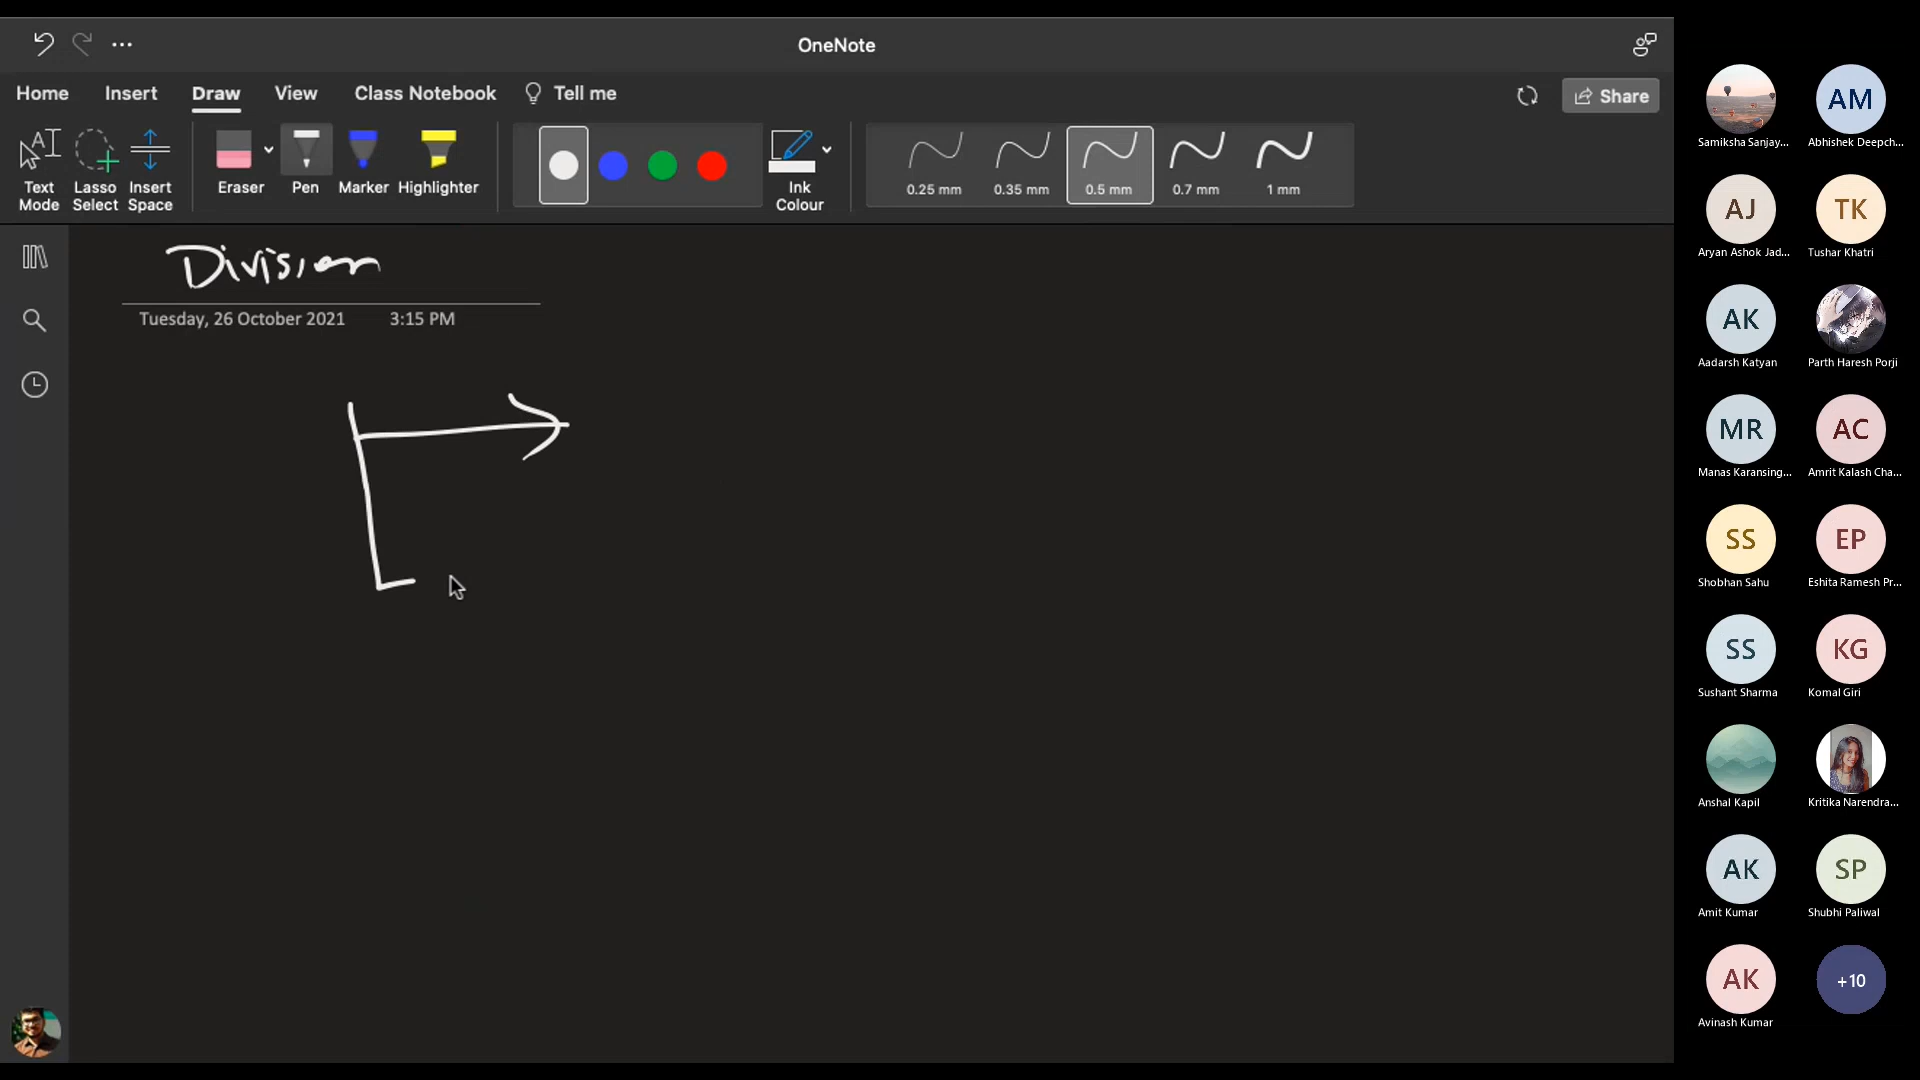 OneNote
Home Insert Draw View Class Notebook Tell me
Share
Text Mode
Lasso Select
Insert Space
Eraser
Pen
Marker
Highlighter
Ink Colour
0.25 mm
0.35 mm
0.5 mm
0.7 mm
1 mm
Division
Tuesday, 26 October 2021 3:15 PM
Samiksha Sanjay...
AM
Abhishek Deepch...
AJ
Aryan Ashok Jad...
TK
Tushar Khatri
AK
Aadarsh Katyan
Parth Haresh Porji
MR
Manas Karansing...
AC
Amrit Kalash Cha...
SS
Shobhan Sahu
EP
Eshita Ramesh Pr...
SS
Sushant Sharma
KG
Komal Giri
Anshal Kapil
Kritika Narendra...
AK
Amit Kumar
SP
Shubhi Paliwal
AK
Avinash Kumar
+10